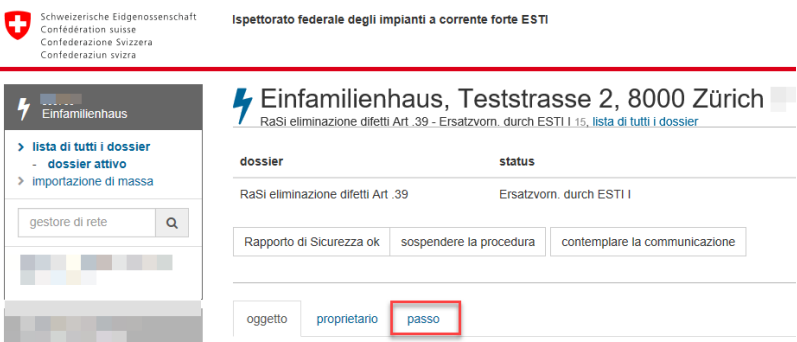 Schweizerische Eidgenossenschaft
Confédération suisse
Confederazione Svizzera
Confederaziun svizra
Ispettorato federale degli impianti a corrente forte ESTI
Einfamilienhaus
lista di tutti i dossier
- dossier attivo
importazione di massa
gestore di rete
Einfamilienhaus, Teststrasse 2, 8000 Zürich
RaSi eliminazione difetti Art .39 - Ersatzvorn. durch ESTI I 15, lista di tutti i dossier
dossier status
RaSi eliminazione difetti Art .39 Ersatzvorn. durch ESTI I
Rapporto di Sicurezza ok sospendere la procedura contemplare la communicazione
oggetto proprietario passo